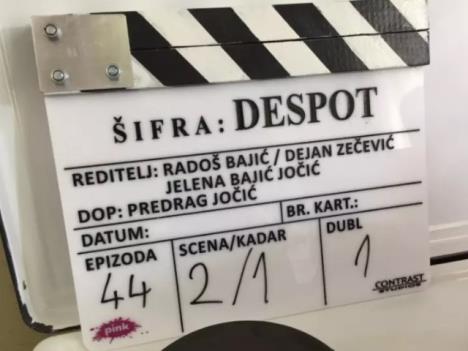 ŠIFRA: DESPOT
REDITELJ: RADOŠ BAJIĆ / DEJAN ZEČEVIĆ
JELENA BAJIĆ JOČIĆ
DOP: PREDRAG JOČIĆ
DATUM:
BR. KART.:
EPIZODA
44
SCENA/KADAR
2/1
DUBL
1
pink
CONTRAST
STUDIOS